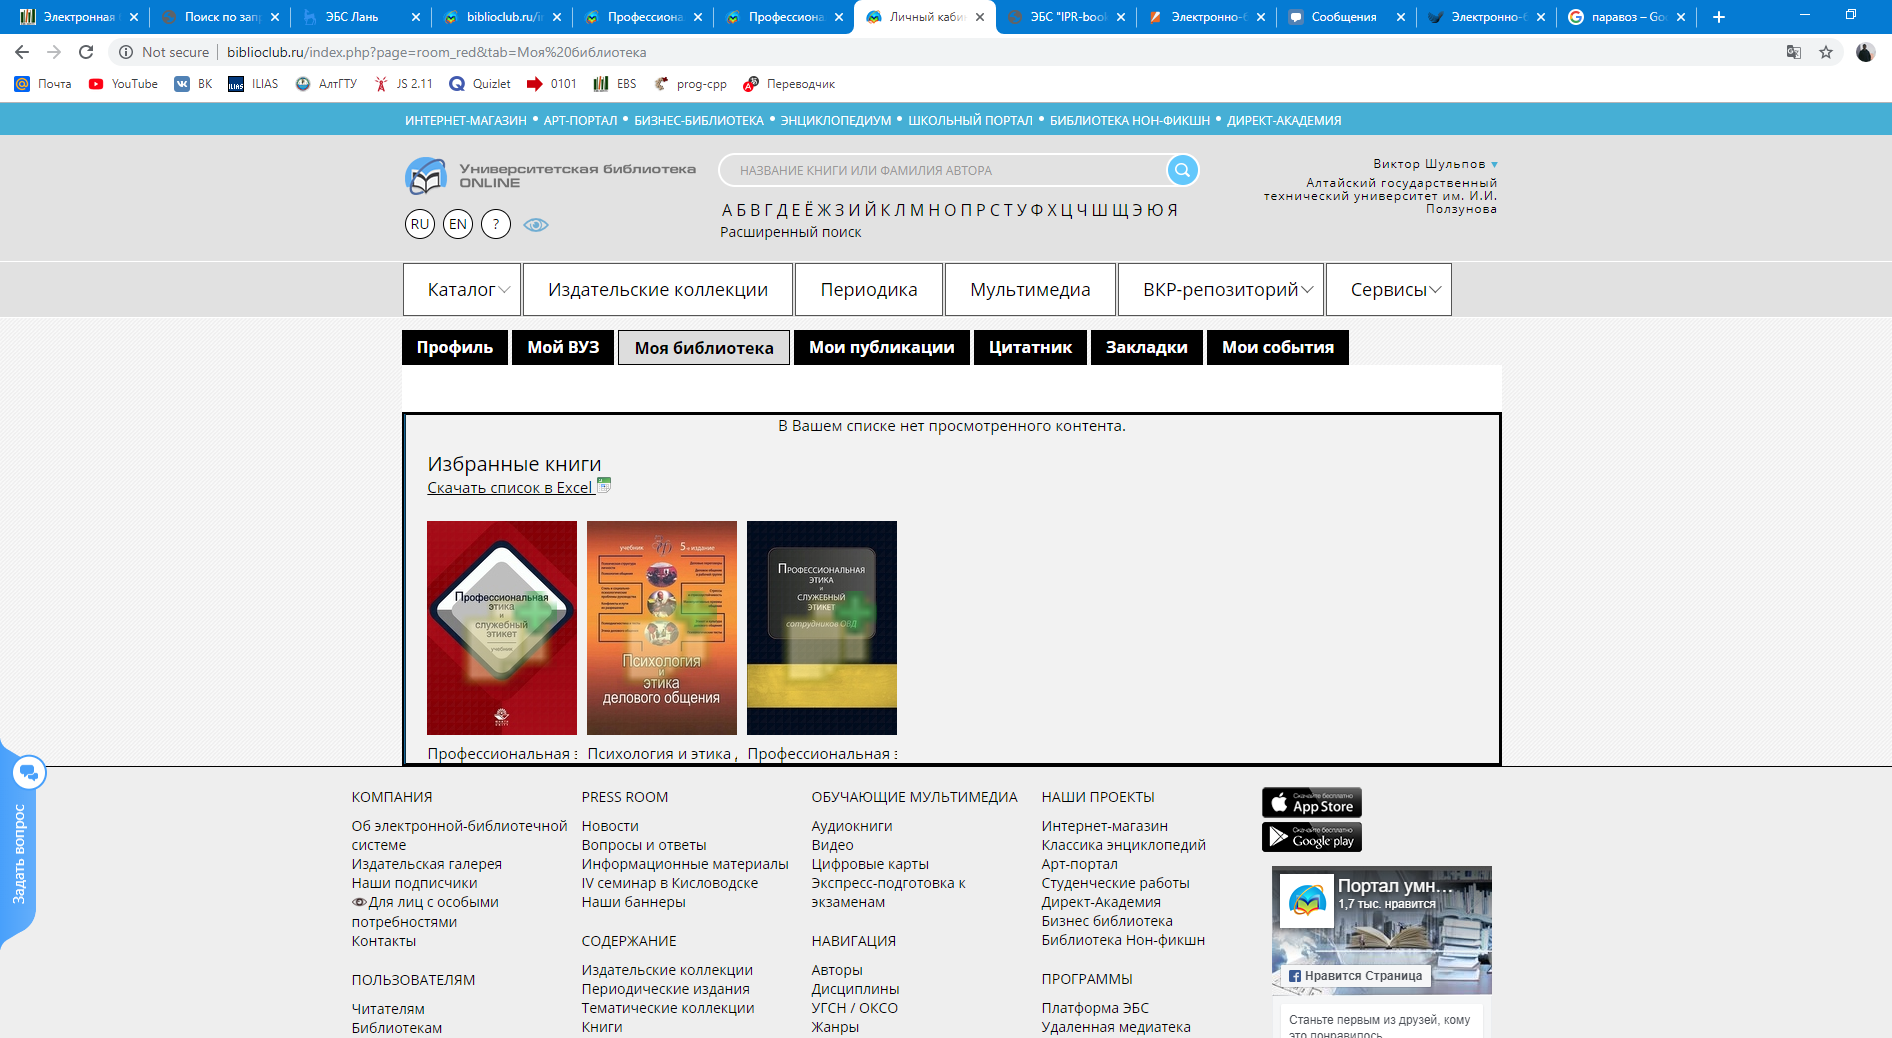 Электронная
Поиск по зап
ЭБС Лань
biblioclub.ru/i
Профессиона
Профессиона
Личный каби
ЭБС "IPR-boo
Электронно-б
Сообщения
Электронно-б
паравоз – Go
Not secure
biblioclub.ru/index.php?page=room_red&tab=Моя%20библиотека
Почта
YouTube
ВК
ILIAS
АлтГТУ
JS 2.11
Quizlet
0101
EBS
prog-cpp
Переводчик
ИНТЕРНЕТ-МАГАЗИН • АРТ-ПОРТАЛ • БИЗНЕС-БИБЛИОТЕКА • ЭНЦИКЛОПЕДИУМ • ШКОЛЬНЫЙ ПОРТАЛ • БИБЛИОТЕКА НОН-ФИКШН • ДИРЕКТ-АКАДЕМИЯ
Университетская библиотека
ONLINE
RU EN ?
НАЗВАНИЕ КНИГИ ИЛИ ФАМИЛИЯ АВТОРА
А Б В Г Д Е Ё Ж З И Й К Л М Н О П Р С Т У Ф Х Ц Ч Ш Щ Э Ю Я
Расширенный поиск
Виктор Шульпов
Алтайский государственный
технический университет им. И.И.
Ползунова
Каталог
Издательские коллекции
Периодика
Мультимедиа
ВКР-репозиторий
Сервисы
Профиль
Мой ВУЗ
Моя библиотека
Мои публикации
Цитатник
Закладки
Мои события
В Вашем списке нет просмотренного контента.
Избранные книги
Скачать список в Excel
Профессиональная
этика
и
служебный
этикет
учебник
учебник
5-е издание
Психология
и
этика
делового общения
Профессиональная
этика
и
служебный
этикет
сотрудников ОВД
Профессиональная э
Психология и этика д
Профессиональная э
Задать вопрос
КОМПАНИЯ
Об электронной-библиотечной
системе
Издательская галерея
Наши подписчики
Для лиц с особыми
потребностями
Контакты
ПОЛЬЗОВАТЕЛЯМ
Читателям
Библиотекам
PRESS ROOM
Новости
Вопросы и ответы
Информационные материалы
IV семинар в Кисловодске
Наши баннеры
СОДЕРЖАНИЕ
Издательские коллекции
Периодические издания
Тематические коллекции
Книги
ОБУЧАЮЩИЕ МУЛЬТИМЕДИА
Аудиокниги
Видео
Цифровые карты
Экспресс-подготовка к
экзаменам
НАВИГАЦИЯ
Авторы
Дисциплины
УГСН / ОКСО
Жанры
НАШИ ПРОЕКТЫ
Интернет-магазин
Классика энциклопедий
Арт-портал
Студенческие работы
Директ-Академия
Бизнес библиотека
Библиотека Нон-фикшн
ПРОГРАММЫ
Платформа ЭБС
Удаленная медиатека
Скачайте бесплатно
App Store
Скачайте бесплатно
Google play
Портал умн...
1,7 тыс. нравится
Нравится Страница
Станьте первым из друзей, кому
это понравилось